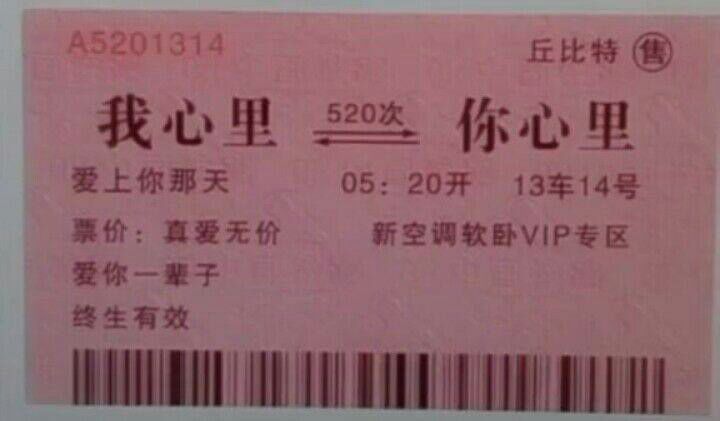 A5201314 丘比特 售
我心里 520次 你心里
爱上你那天 05：20开 13车14号
票价：真爱无价 新空调软卧VIP专区
爱你一辈子
终生有效